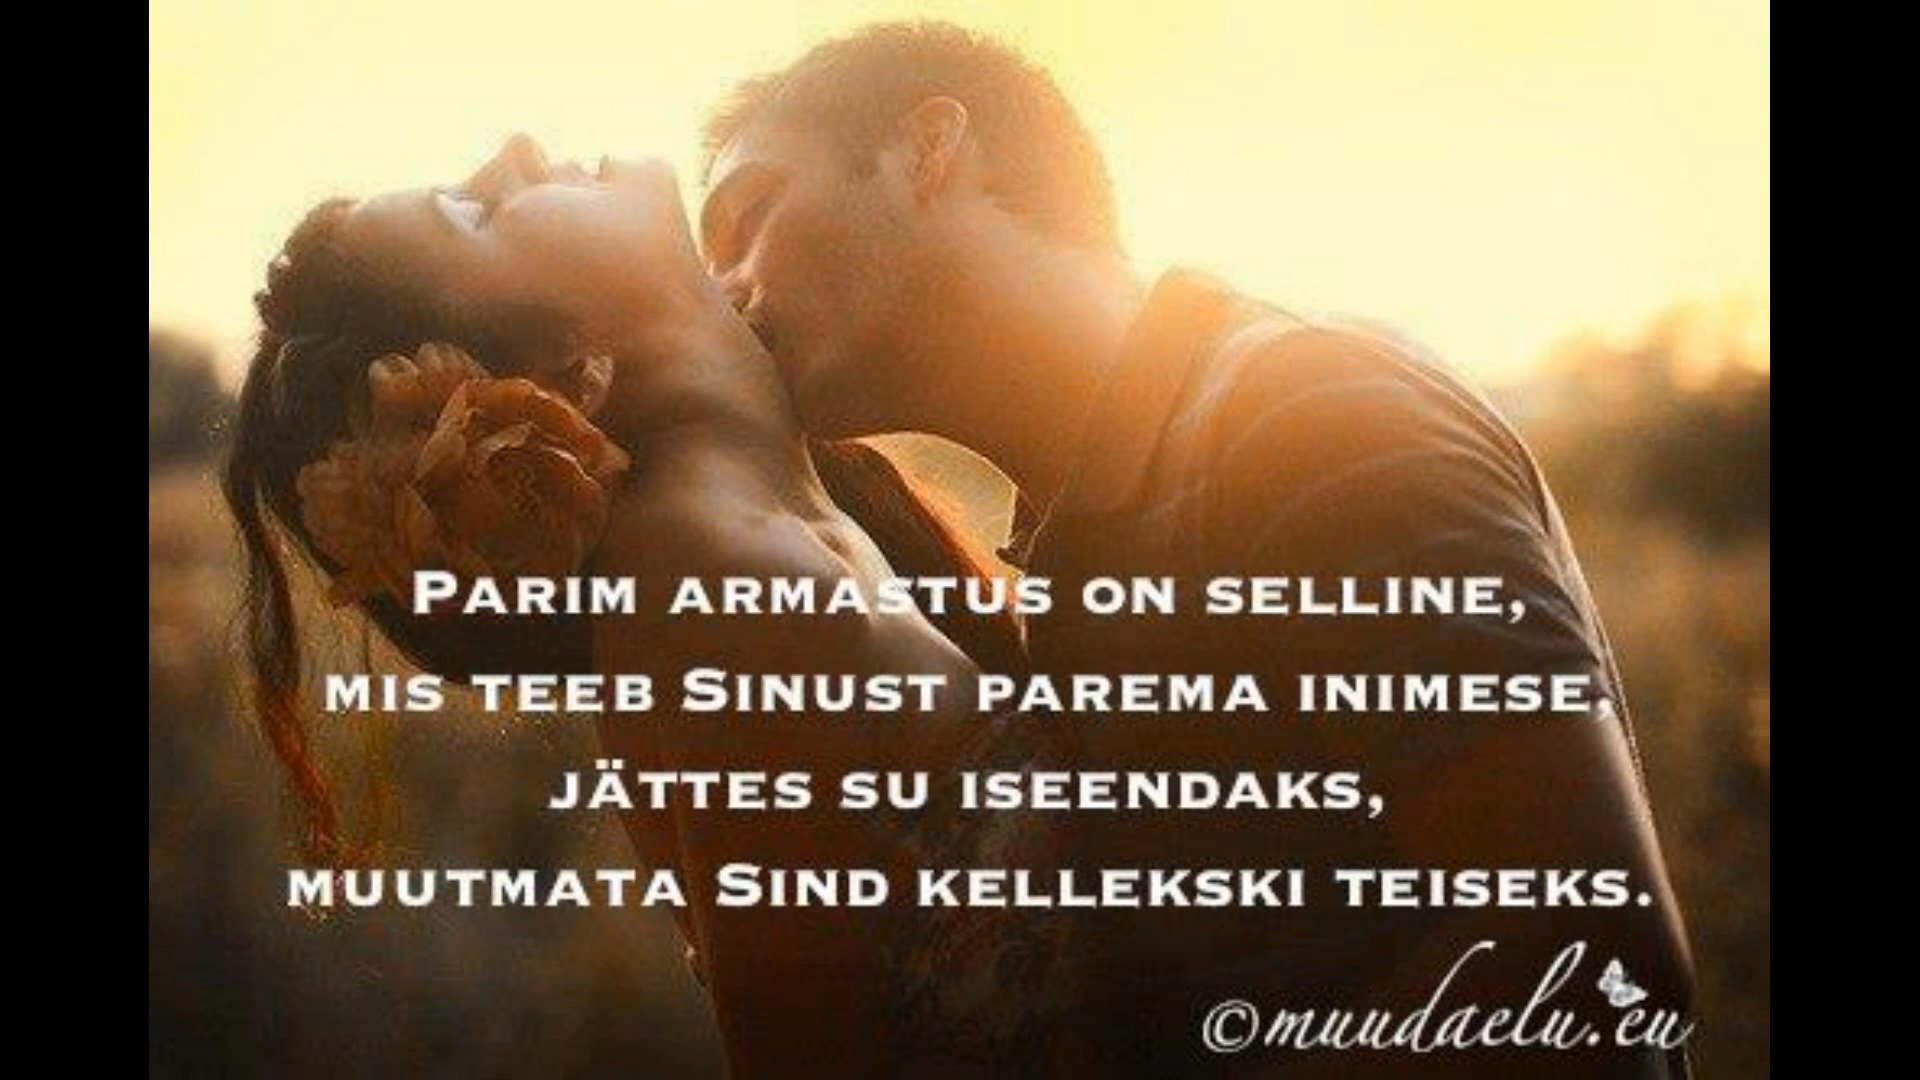 Parim armastus on selline,
mis teeb Sinust parema inimese,
jättes su iseendaks,
muutmata Sind kellekski teiseks.
©muudaelu.eu